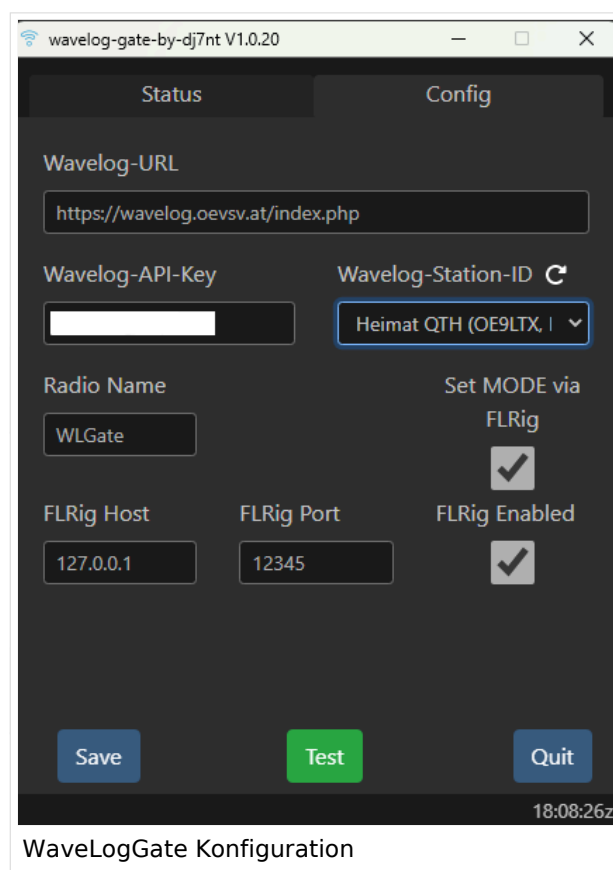 wavelog-gate-by-dj7nt V1.0.20
Status Config
Wavelog-URL
https://wavelog.oevsv.at/index.php
Wavelog-API-Key Wavelog-Station-ID
Heimat QTH (OE9LTX,
Radio Name Set MODE via
FLRig
WLGate
FLRig Host FLRig Port FLRig Enabled
127.0.0.1 12345
Save Test Quit
18:08:26z
WaveLogGate Konfiguration